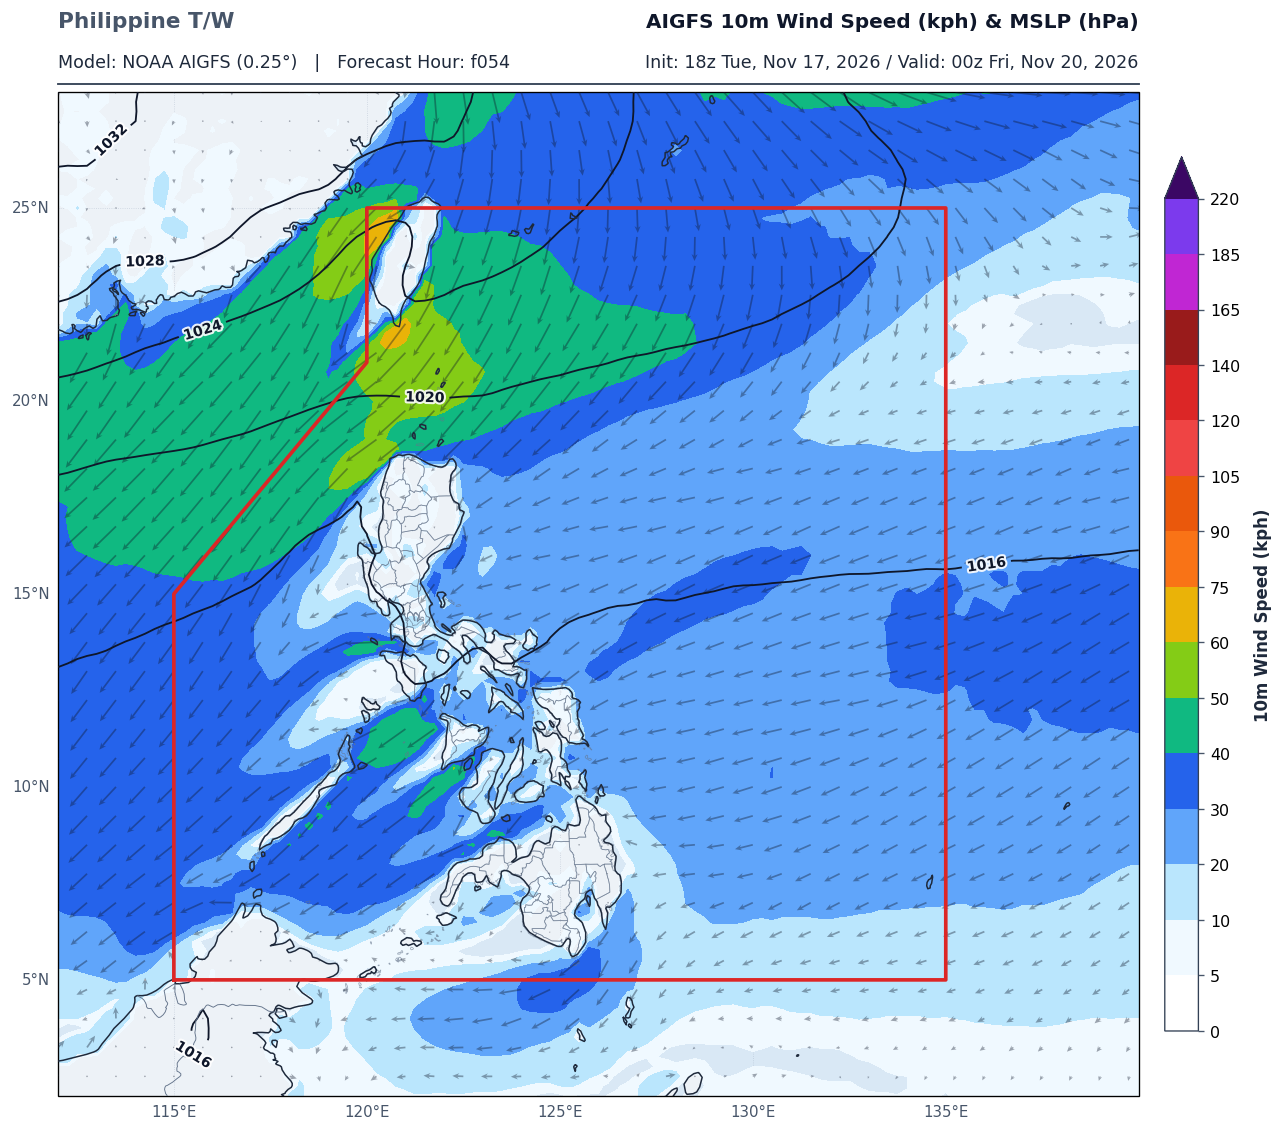 Philippine T/W
AIGFS 10m Wind Speed (kph) & MSLP (hPa)
Model: NOAA AIGFS (0.25°)   |   Forecast Hour: f054
Init: 18z Tue, Nov 17, 2026 / Valid: 00z Fri, Nov 20, 2026
1032
1028
1024
1020
1016
1016
25°N
20°N
15°N
10°N
5°N
115°E
120°E
125°E
130°E
135°E
220
185
165
140
120
105
90
75
60
50
40
30
20
10
5
0
10m Wind Speed (kph)